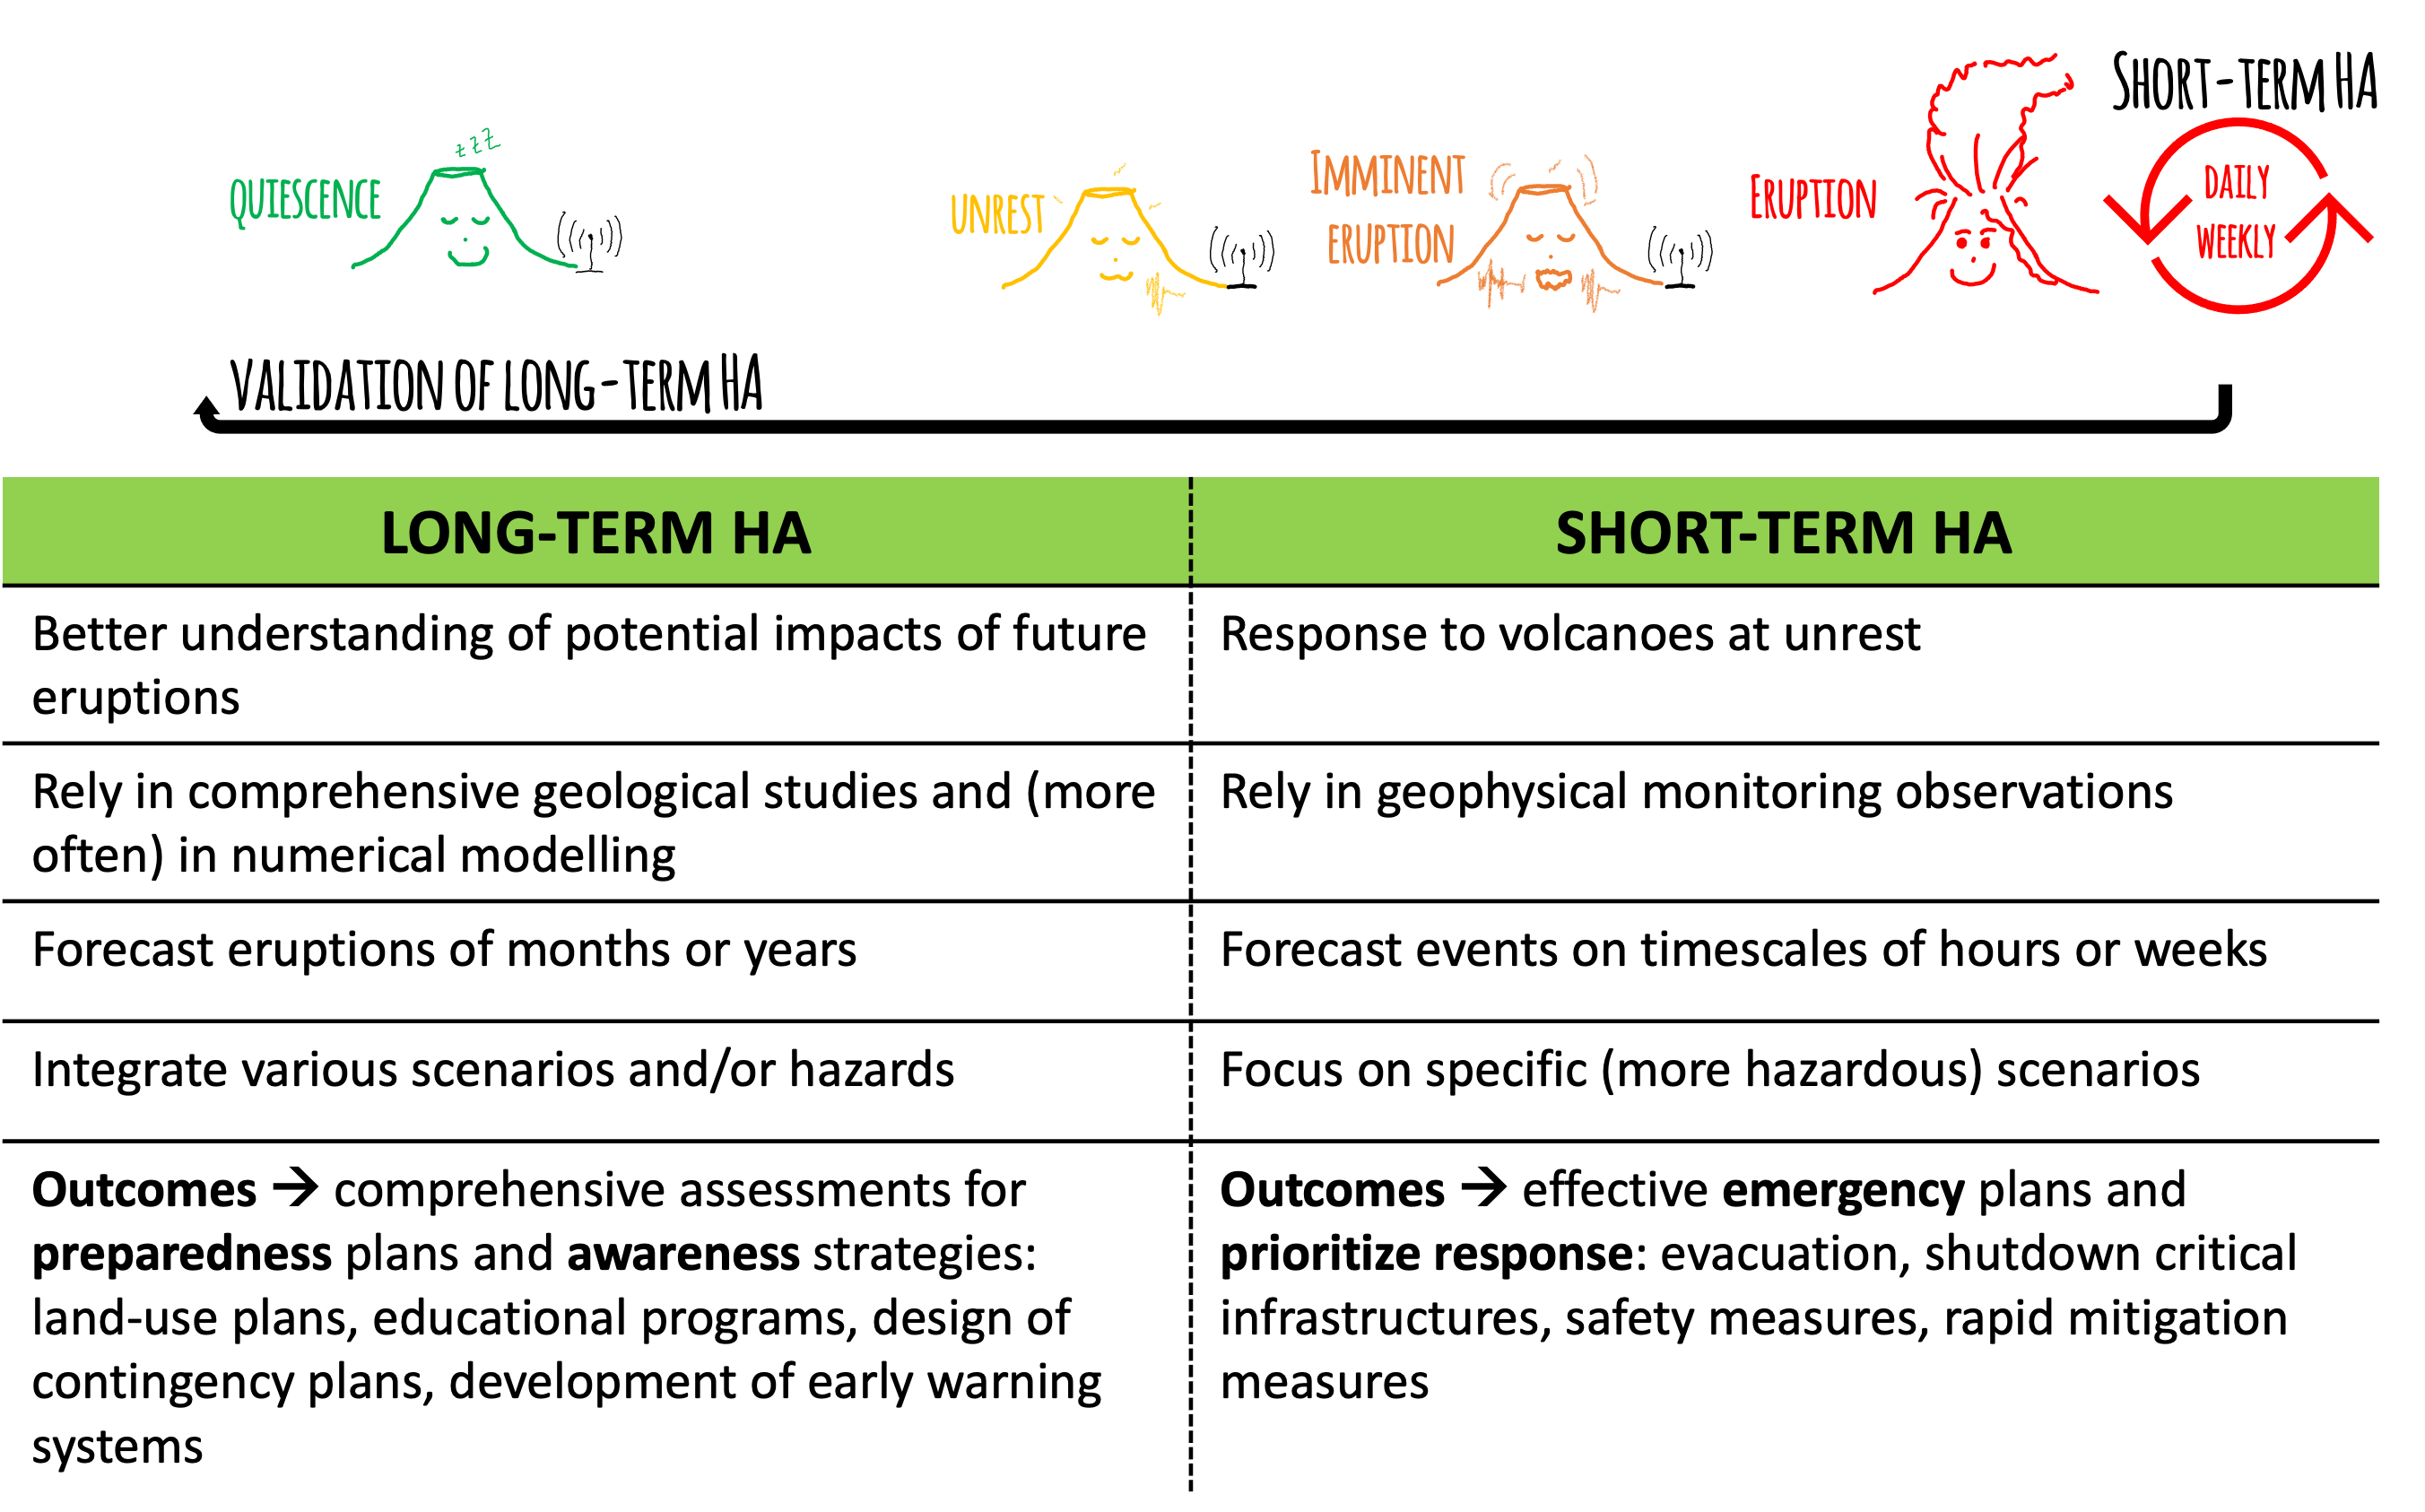 zzz
QUIESCENCE
UNREST
IMMINENT
ERUPTION
ERUPTION
SHORT-TERM HA
DAILY
WEEKLY
VALIDATION OF LONG-TERM HA
LONG-TERM HA
SHORT-TERM HA
Better understanding of potential impacts of future
eruptions
Response to volcanoes at unrest
Rely in comprehensive geological studies and (more
often) in numerical modelling
Rely in geophysical monitoring observations
Forecast eruptions of months or years
Forecast events on timescales of hours or weeks
Integrate various scenarios and/or hazards
Focus on specific (more hazardous) scenarios
Outcomes → comprehensive assessments for
preparedness plans and awareness strategies:
land-use plans, educational programs, design of
contingency plans, development of early warning
systems
Outcomes → effective emergency plans and
prioritize response: evacuation, shutdown critical
infrastructures, safety measures, rapid mitigation
measures